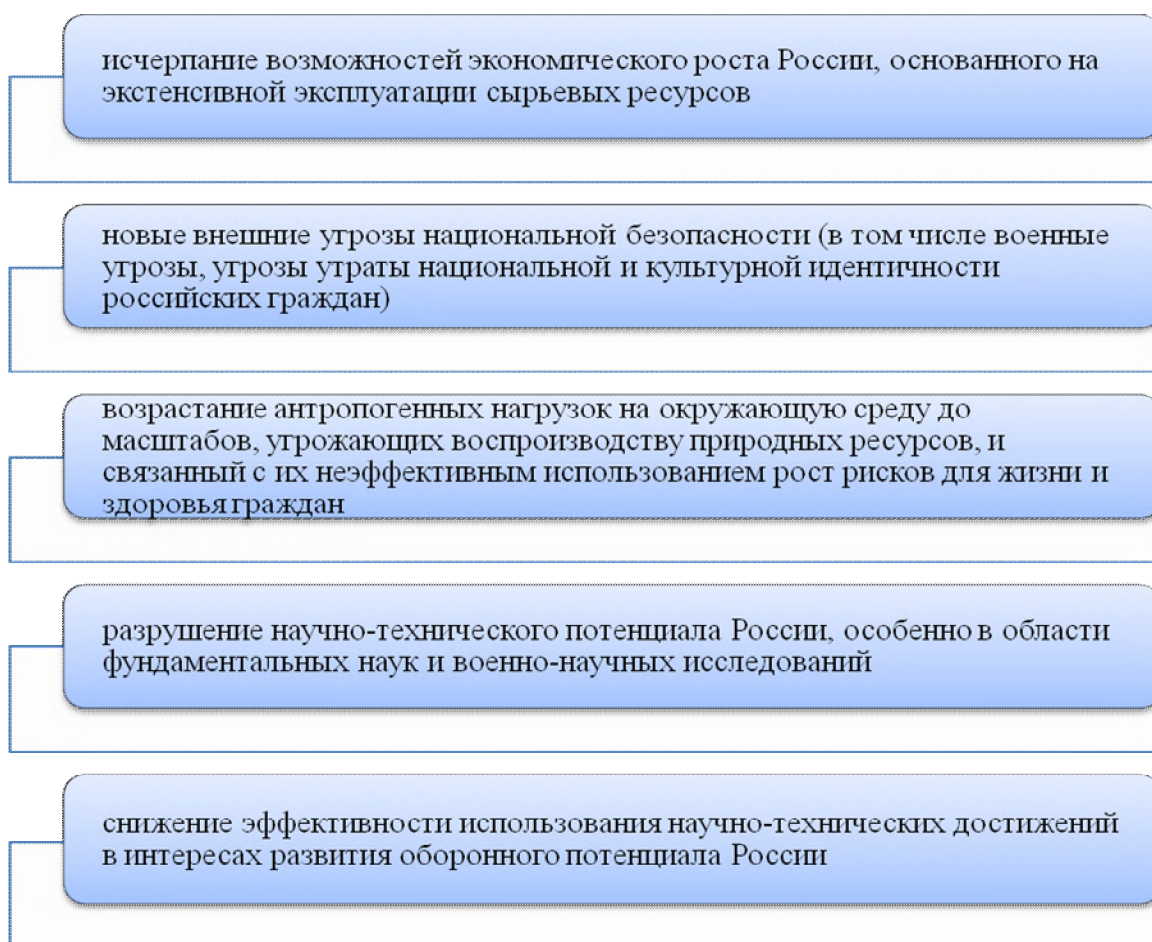 исчерпание возможностей экономического роста России, основанного на
экстенсивной эксплуатации сырьевых ресурсов
новые внешние угрозы национальной безопасности (в том числе военные
угрозы, угрозы утраты национальной и культурной идентичности
российских граждан)
возрастание антропогенных нагрузок на окружающую среду до
масштабов, угрожающих воспроизводству природных ресурсов, и
связанный с их неэффективным использованием рост рисков для жизни и
здоровья граждан
разрушение научно-технического потенциала России, особенно в области
фундаментальных наук и военно-научных исследований
снижение эффективности использования научно-технических достижений
в интересах развития оборонного потенциала России